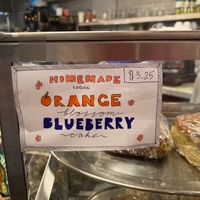 HOMEMADE
$3.25
VEGAN
ORANGE
blossom
BLUEBERRY
cake